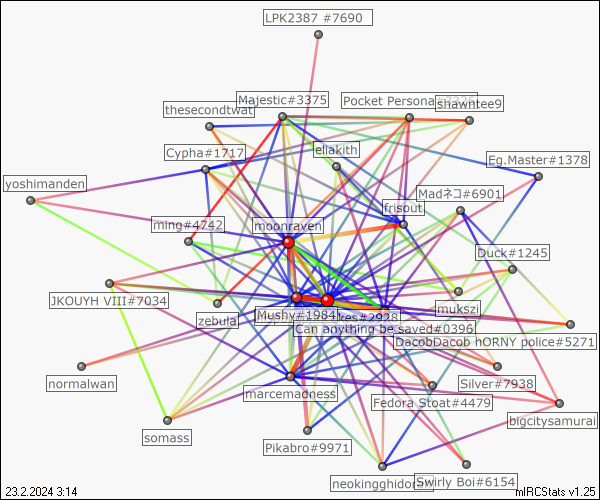 LPK2387 #7690
Majestic#3375
Pocket Persona
shawntee9
thesecondtwat
eliakith
Cypha#1717
Eg,Master#1378
yoshimanden
Madネコ#6901
frisbut
ming#4742
moonraven
Duck#1245
JKOUYH VIII#7034
mukszi
zebula
Mushy#1984
kes#2928
Can anything be saved#0396
DacobDacob hORNY police#5271
normalwan
Silver#7938
marcemadness
Fedora Stoat#4479
bigcitysamurai
somass
Pikabro#9971
neokingghidorah
Swirly Boi#6154
23.2.2024 3:14
mIRCStats v1.25